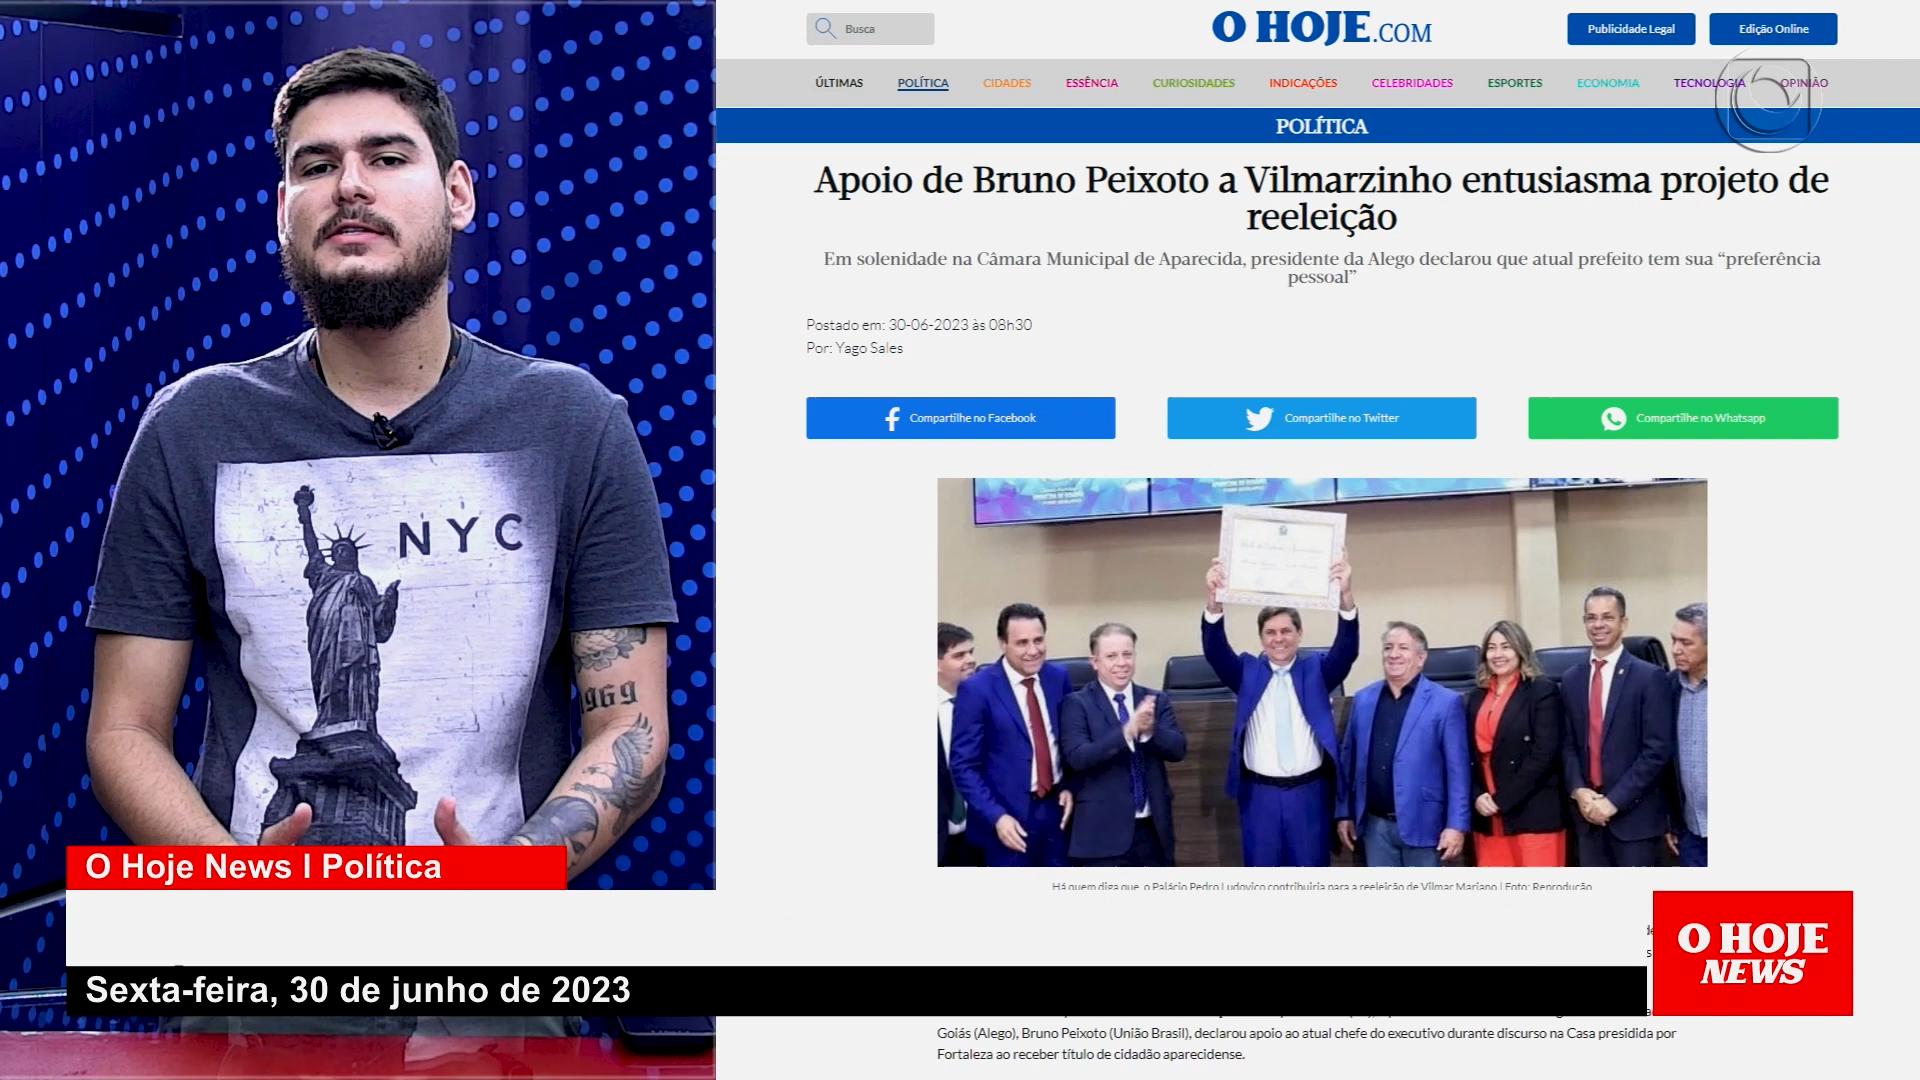 NYC
1969
O Hoje News I Política
Sexta-feira, 30 de junho de 2023
Busca
O HOJE.COM
Publicidade Legal
Edição Online
ÚLTIMAS POLÍTICA CIDADES ESSÊNCIA CURIOSIDADES INDICAÇÕES CELEBRIDADES ESPORTES ECONOMIA TECNOLOGIA OPINIÃO
POLÍTICA
Apoio de Bruno Peixoto a Vilmarzinho entusiasma projeto de
reeleição
Em solenidade na Câmara Municipal de Aparecida, presidente da Alego declarou que atual prefeito tem sua “preferência
pessoal”
Postado em: 30-06-2023 às 08h30
Por: Yago Sales
Compartilhe no Facebook
Compartilhe no Twitter
Compartilhe no Whatsapp
Há quem diga que, o Palácio Pedro Ludovico contribuiria para a reeleição de Vilmar Mariano | Foto: Reprodução
O HOJE
NEWS
Goiás (Alego), Bruno Peixoto (União Brasil), declarou apoio ao atual chefe do executivo durante discurso na Casa presidida por
Fortaleza ao receber título de cidadão aparecidense.